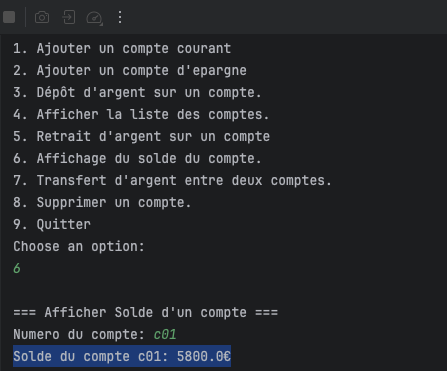 1. Ajouter un compte courant
2. Ajouter un compte d'epargne
3. Dépôt d'argent sur un compte.
4. Afficher la liste des comptes.
5. Retrait d'argent sur un compte
6. Affichage du solde du compte.
7. Transfert d'argent entre deux comptes.
8. Supprimer un compte.
9. Quitter
Choose an option:
6
=== Afficher Solde d'un compte ===
Numero du compte: c01
Solde du compte c01: 5800.0€